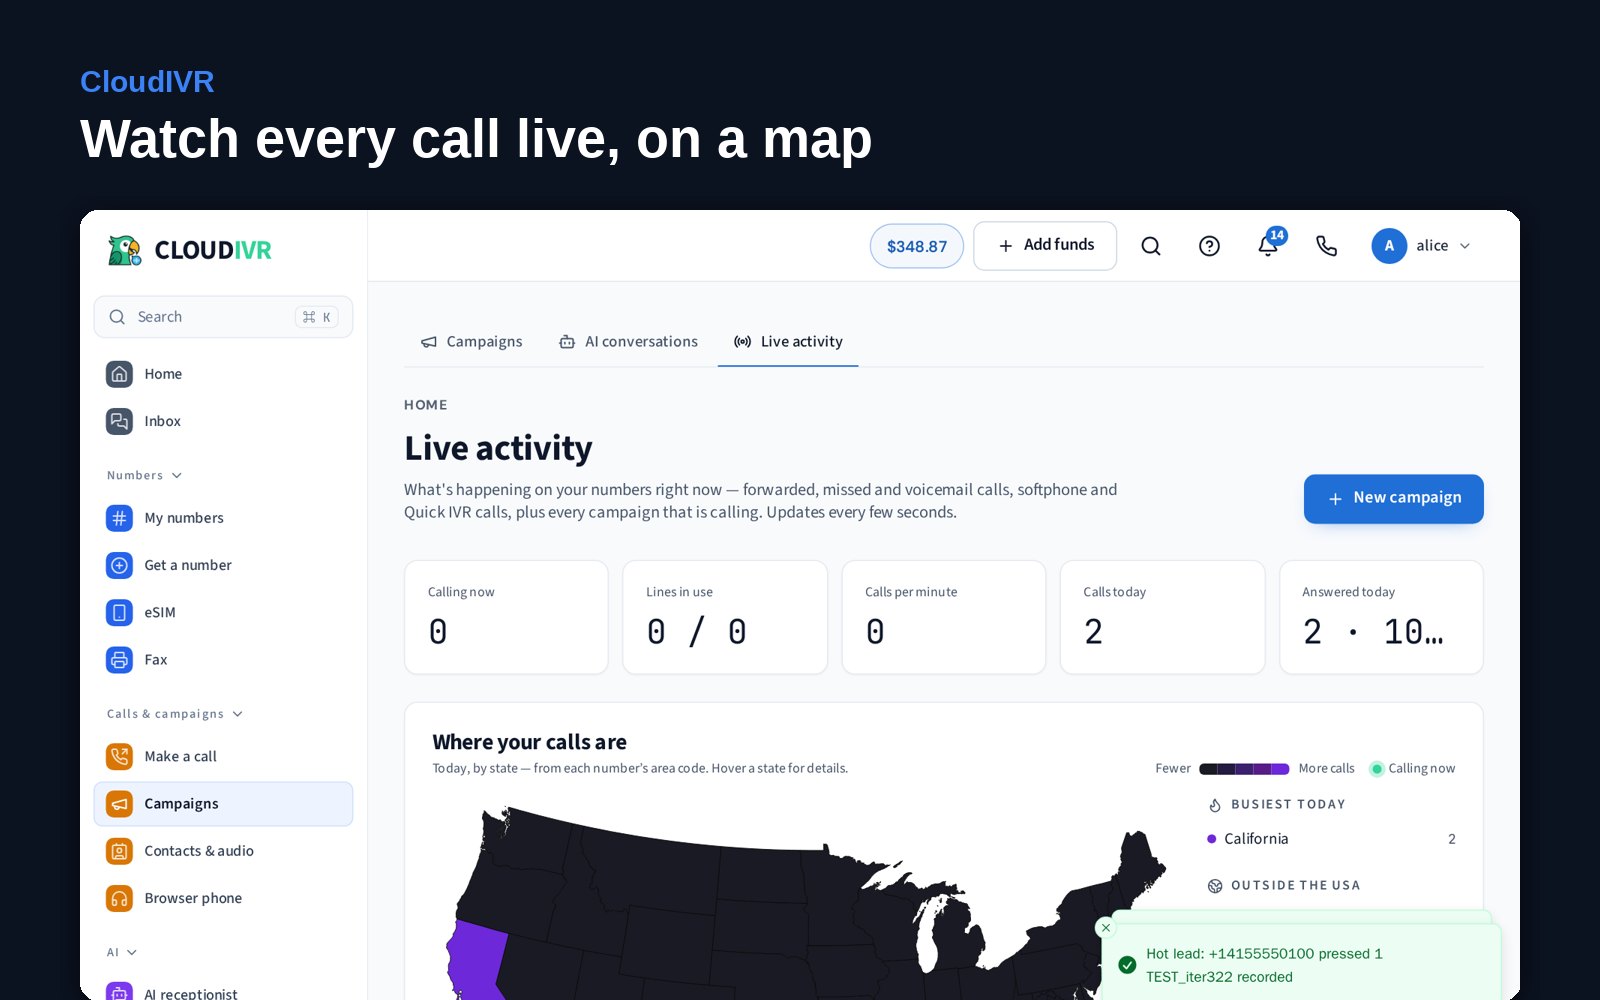 CloudIVR
Watch every call live, on a map
CLOUDIVR
$348.87
Add funds
14
A
alice
Search
⌘ K
Home
Inbox
Numbers
My numbers
Get a number
eSIM
Fax
Calls & campaigns
Make a call
Campaigns
Contacts & audio
Browser phone
AI
AI receptionist
Campaigns
AI conversations
Live activity
HOME
Live activity
What's happening on your numbers right now — forwarded, missed and voicemail calls, softphone and
Quick IVR calls, plus every campaign that is calling. Updates every few seconds.
New campaign
Calling now
0
Lines in use
0 / 0
Calls per minute
0
Calls today
2
Answered today
2 · 10…
Where your calls are
Today, by state — from each number's area code. Hover a state for details.
Fewer
More calls
Calling now
BUSIEST TODAY
California
2
OUTSIDE THE USA
Hot lead: +14155550100 pressed 1
TEST_iter322 recorded